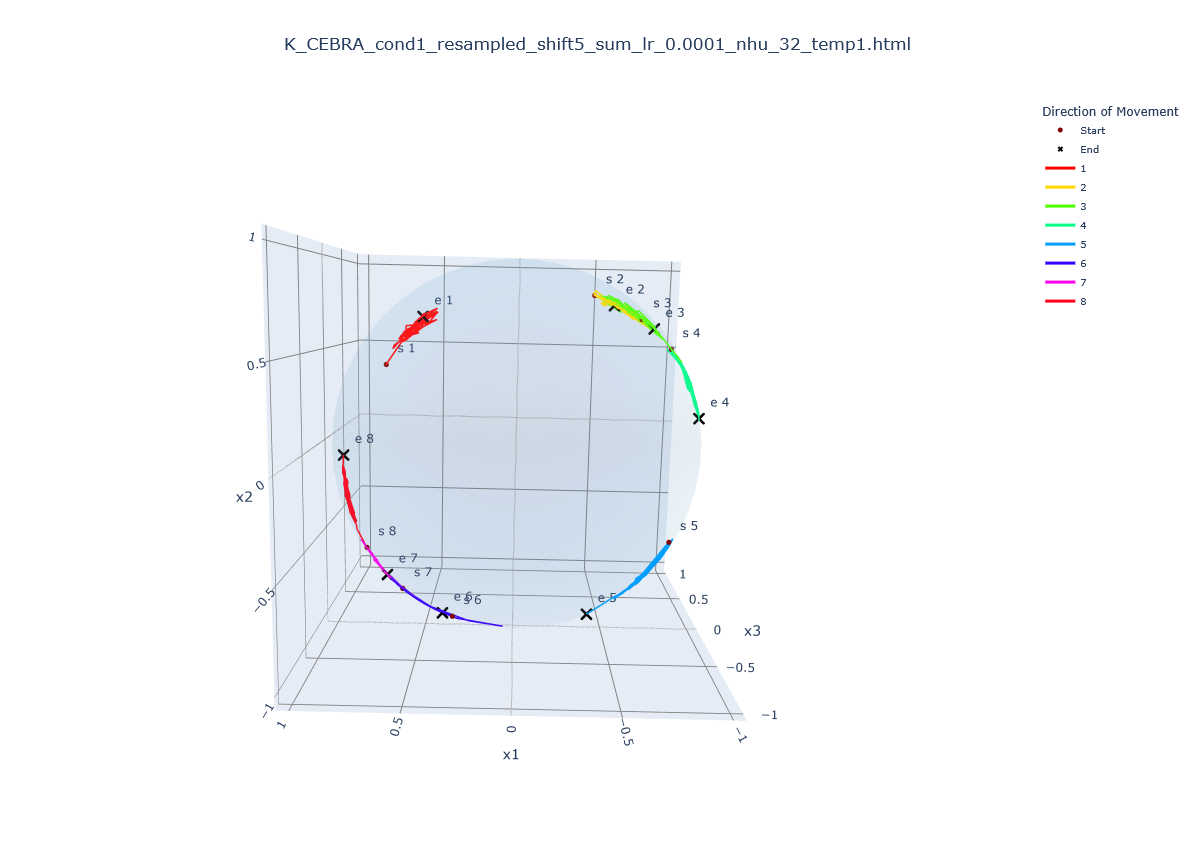 K_CEBRA_cond1_resampled_shift5_sum_lr_0.0001_nhu_32_temp1.html
Direction of Movement
Start
End
1
2
3
4
5
6
7
8
1
0.5
x2
0
−0.5
−1
1
0.5
0
−0.5
−1
x1
1
0.5
0
x3
−0.5
−1
s 2
e 2
s 3
e 3
s 4
e 4
s 5
e 5
e 1
s 1
e 8
s 8
e 7
s 7
e 6
s 6